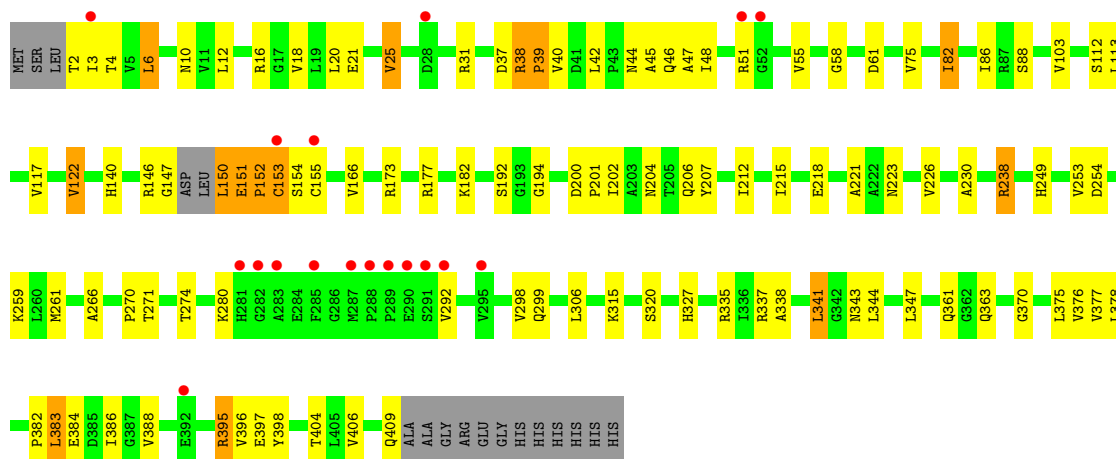 MET SER LEU T2 I3 T4 V5 L6 N10 V11 L12 R16 G17 V18 L19 L20 E21 V25 D28 R31 D37 R38 P39 V40 D41 L42 P43 N44 A45 Q46 A47 I48 R51 G52 V55 G58 D61 V75 I82 I86 R87 S88 V103 S112 L113
V117 V122 H140 R146 G147 ASP LEU L150 E151 P152 C153 S154 C155 V166 R173 R177 K182 S192 G193 G194 D200 P201 I202 A203 N204 T205 Q206 Y207 I212 I215 E218 A221 A222 N223 V226 A230 R238 H249 V253 D254
K259 L260 M261 A266 P270 T271 T274 K280 H281 G282 A283 E284 F285 G286 M287 P288 P289 E290 S291 V292 V295 V298 Q299 L306 K315 S320 H327 R335 I336 R337 A338 L341 G342 N343 L344 L347 Q361 G362 Q363 G370 L375 V376 V377 L378
P382 L383 E384 D385 I386 G387 V388 E392 R395 V396 E397 Y398 T404 L405 V406 Q409 ALA ALA GLY ARG GLU GLY HIS HIS HIS HIS HIS HIS